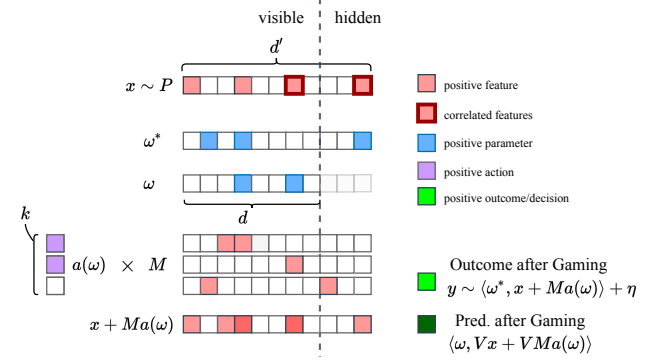 visible hidden
d′
x ∼ P
positive feature
correlated features
ω*
positive parameter
ω
positive action
positive outcome/decision
d
k
a(ω) × M
Outcome after Gaming
y ∼ ⟨ω*, x + Ma(ω)⟩ + η
x + Ma(ω)
Pred. after Gaming
⟨ω, Vx + VMa(ω)⟩